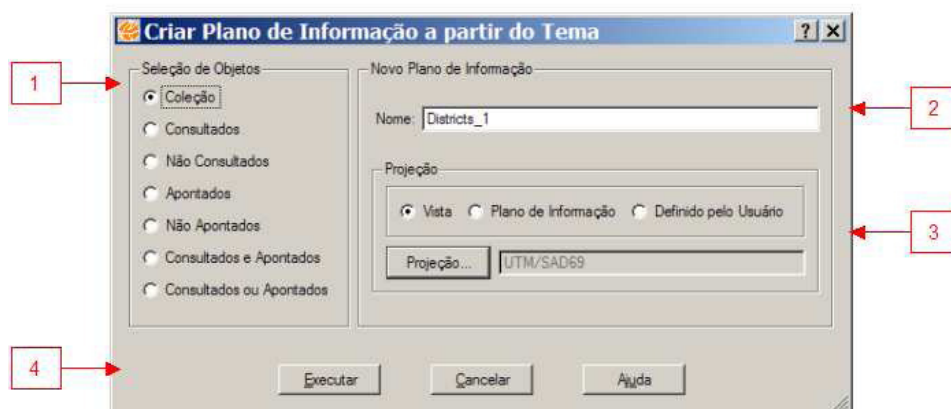 Criar Plano de Informação a partir do Tema
1
Seleção de Objetos
Coleção
Consultados
Não Consultados
Apontados
Não Apontados
Consultados e Apontados
Consultados ou Apontados
Novo Plano de Informação
Nome: Districts_1
2
Projeção
Vista Plano de Informação Definido pelo Usuário
Projeção... UTM/SAD69
3
4
Executar Cancelar Ajuda